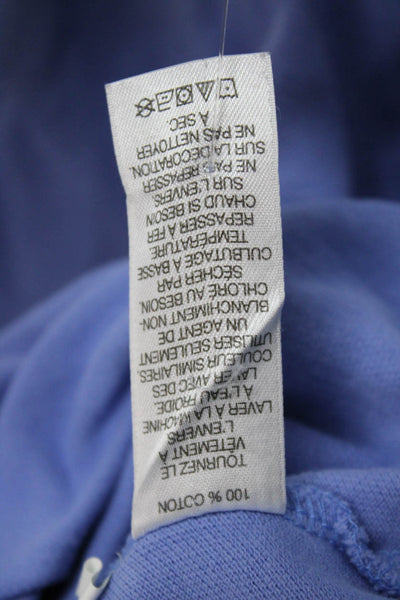 100 % COTON
TOURNEZ LE
VÊTEMENT A
L'ENVERS
LAVER A LA MACHINE
A L'EAU FROIDE.
LAVER AVEC DES
COULEUR SIMILAIRES.
UTILISER SEULEMENT
UN AGENT DE
BLANCHIMENT NON-
CHLORÉ AU BESOIN.
SÉCHER PAR
CULBUTAGE A BASSE
TEMPÉRATURE.
REPASSER A FER
CHAUD SI BESON
SUR L'ENVERS.
NE PAS REPASSER
SUR LA DÉCORATION.
NE PAS NETTOYER
A SEC.